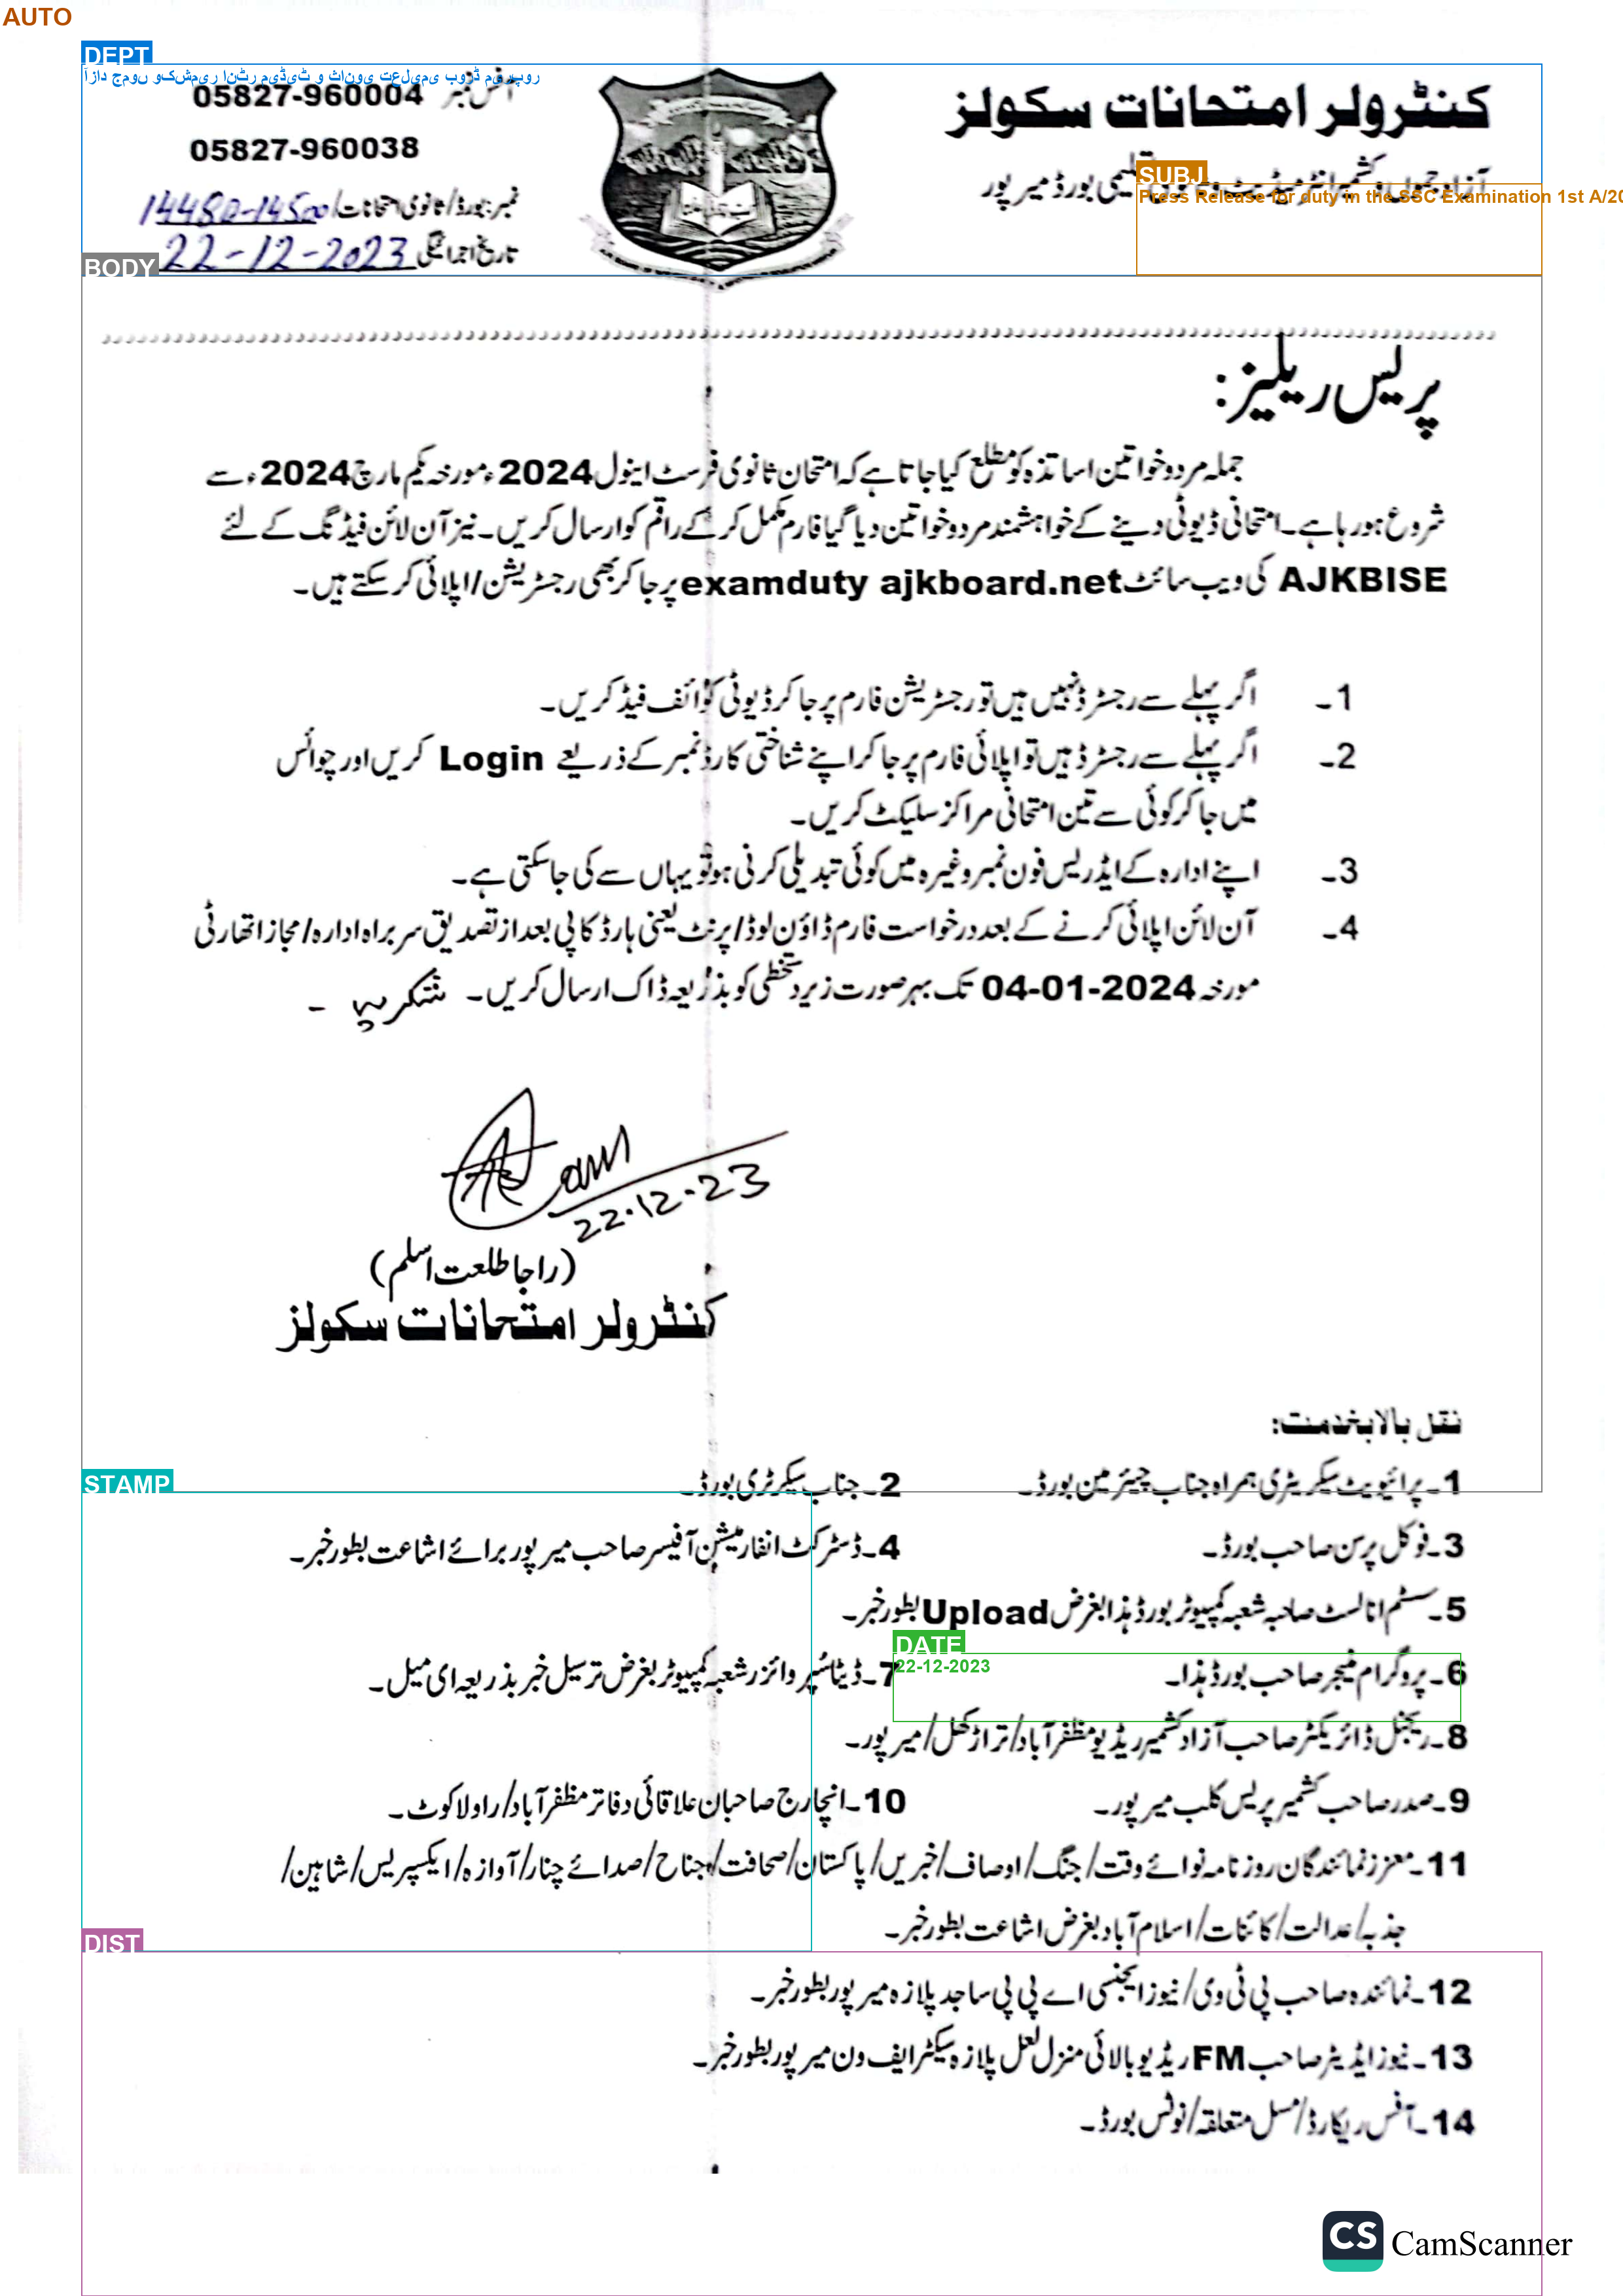 AUTO
DEPT
آزاد جموں وکشمیر انٹرمیڈیٹ و ثانوی تعلیمی بورڈ میرپور
کنٹرولر امتحانات سکولز
آزاد جموں وکشمیر انٹرمیڈیٹ و ثانوی تعلیمی بورڈ میرپور
SUBJ
Press Release for duty in the SSC Examination 1st A/20
آفس نمبر 05827-960004
05827-960038
نمبر: بورڈ/ثانوی امتحانات/14480-14500
تاریخ اجرائیگی 22-12-2023
BODY
پریس ریلیز:
جملہ مرد و خواتین اساتذہ کو مطلع کیا جاتا ہے کہ امتحان ثانوی فرسٹ اینول 2024ء مورخہ یکم مارچ 2024ء سے
شروع ہو رہا ہے۔ امتحانی ڈیوٹی دینے کے خواہشمند مرد و خواتین دیا گیا فارم مکمل کر کے راقم کو ارسال کریں۔ نیز آن لائن فیڈنگ کے لئے
AJKBISE کی ویب سائٹ examduty ajkboard.net پر جا کر بھی رجسٹریشن/اپلائی کر سکتے ہیں۔
1۔ اگر پہلے سے رجسٹرڈ نہیں ہیں تو رجسٹریشن فارم پر جا کر ڈیوٹی کوائف فیڈ کریں۔
2۔ اگر پہلے سے رجسٹرڈ ہیں تو اپلائی فارم پر جا کر اپنے شناختی کارڈ نمبر کے ذریعے Login کریں اور چوائس
میں جا کر کوئی سے تین امتحانی مراکز سلیکٹ کریں۔
3۔ اپنے ادارہ کے ایڈریس فون نمبر وغیرہ میں کوئی تبدیلی کرنی ہو تو یہاں سے کی جا سکتی ہے۔
4۔ آن لائن اپلائی کرنے کے بعد درخواست فارم ڈاؤن لوڈ/پرنٹ یعنی ہارڈ کاپی بعد از تصدیق سربراہ ادارہ/مجاز اتھارٹی
مورخہ 04-01-2024 تک بہر صورت زیر دستخطی کو بذریعہ ڈاک ارسال کریں۔ شکریہ ۔
22.12.23
(راجا طلعت اسلم)
کنٹرولر امتحانات سکولز
نقل بالا بخدمت:
1۔ پرائیویٹ سیکریٹری ہمراہ جناب چیئرمین بورڈ۔ 2۔ جناب سیکرٹری بورڈ۔
STAMP
3۔ فوکل پرسن صاحب بورڈ۔ 4۔ ڈسٹرکٹ انفارمیشن آفیسر صاحب میرپور برائے اشاعت بطور خبر۔
5۔ سسٹم انالسٹ صاحبہ شعبہ کمپیوٹر بورڈ ہذا بغرض Upload بطور خبر۔
DATE
22-12-2023
6۔ پروگرام منیجر صاحب بورڈ ہذا۔ 7۔ ڈیٹا سپروائزر شعبہ کمپیوٹر بغرض ترسیل خبر بذریعہ ای میل۔
8۔ ریجنل ڈائریکٹر صاحب آزاد کشمیر ریڈیو مظفرآباد/تراڑکھل/میرپور۔
9۔ صدر صاحب کشمیر پریس کلب میرپور۔ 10۔ انچارج صاحبان علاقائی دفاتر مظفرآباد/راولاکوٹ۔
11۔ معزز نمائندگان روزنامہ نوائے وقت/جنگ/اوصاف/خبریں/پاکستان/صحافت/جناح/صدائے چنار/آوازہ/ایکسپریس/شاہین/
جذبہ/عدالت/کائنات/اسلام آباد بغرض اشاعت بطور خبر۔
DIST
12۔ نمائندہ صاحب پی ٹی وی/نیوز ایجنسی اے پی پی ساجد پلازہ میرپور بطور خبر۔
13۔ نیوز ایڈیٹر صاحب FM ریڈیو بالائی منزل لعل پلازہ سیکٹر ایف ون میرپور بطور خبر۔
14۔ آفس ریکارڈ/مسل متعلقہ/نوٹس بورڈ۔
CS CamScanner